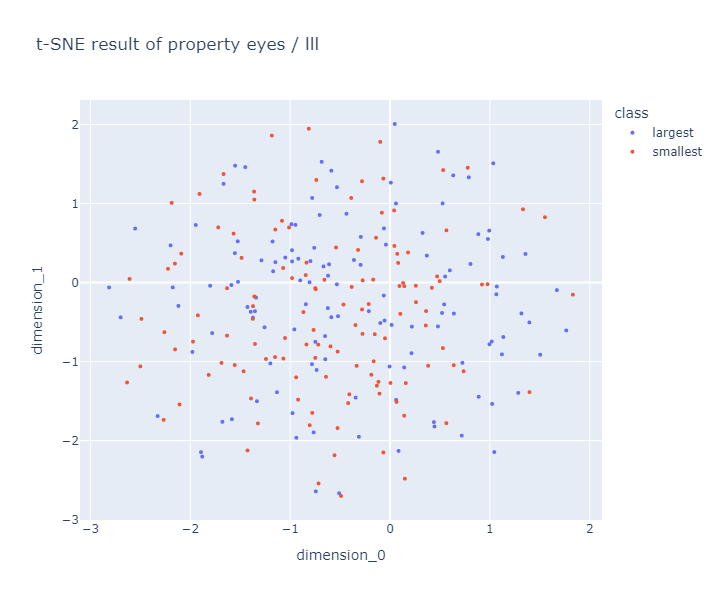 t-SNE result of property eyes / lll
class
largest
smallest
2
1
0
−1
−2
−3
dimension_1
−3
−2
−1
0
1
2
dimension_0